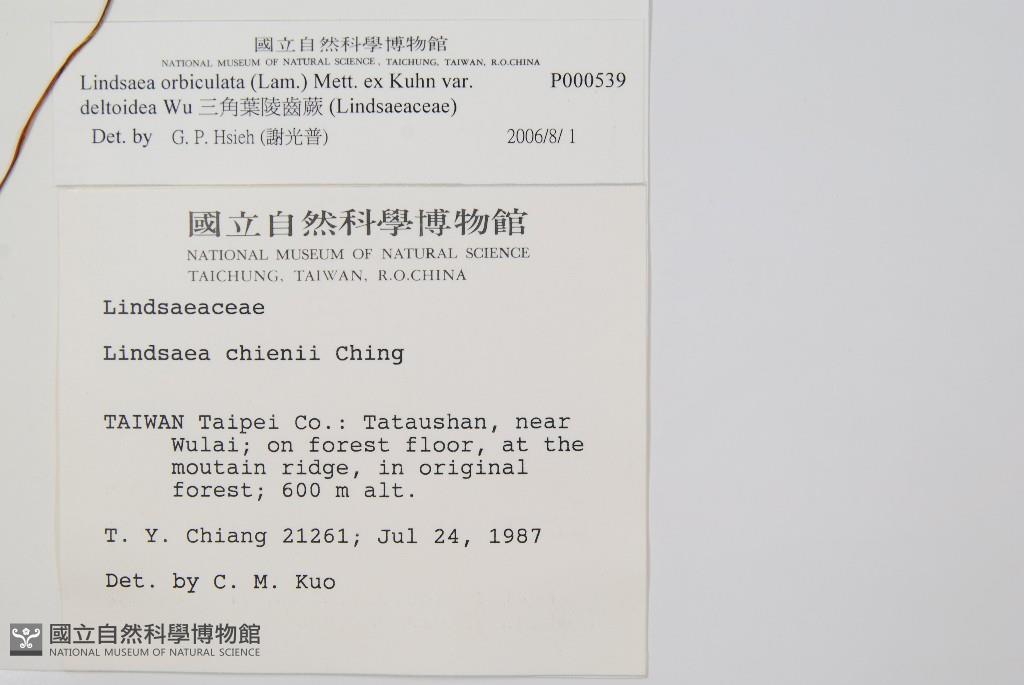 國立自然科學博物館
NATIONAL MUSEUM OF NATURAL SCIENCE, TAICHUNG, TAIWAN, R.O.CHINA
Lindsaea orbiculata (Lam.) Mett. ex Kuhn var. P000539
deltoidea Wu 三角葉陵齒蕨 (Lindsaeaceae)
Det. by G. P. Hsieh (謝光普) 2006/8/ 1
國立自然科學博物館
NATIONAL MUSEUM OF NATURAL SCIENCE
TAICHUNG, TAIWAN, R.O.CHINA
Lindsaeaceae
Lindsaea chienii Ching
TAIWAN Taipei Co.: Tataushan, near
Wulai; on forest floor, at the
moutain ridge, in original
forest; 600 m alt.
T. Y. Chiang 21261; Jul 24, 1987
Det. by C. M. Kuo
國立自然科學博物館
NATIONAL MUSEUM OF NATURAL SCIENCE